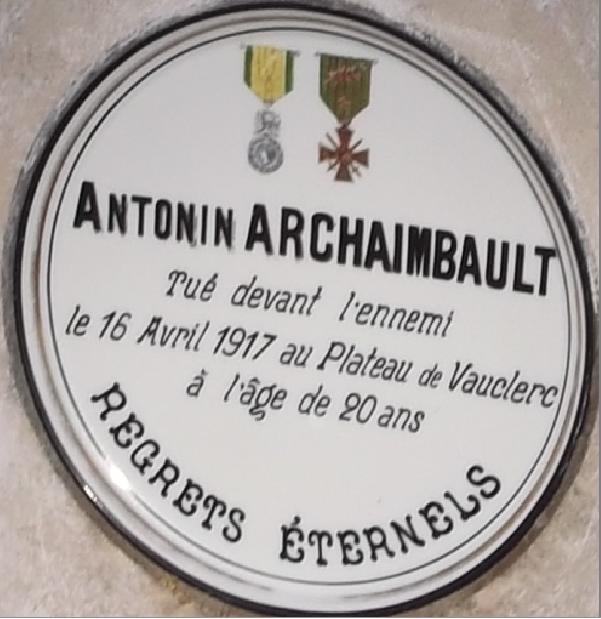 ANTONIN ARCHAIMBAULT
Tué devant l'ennemi
le 16 Avril 1917 au Plateau de Vauclerc
à l'âge de 20 ans
REGRETS ÉTERNELS